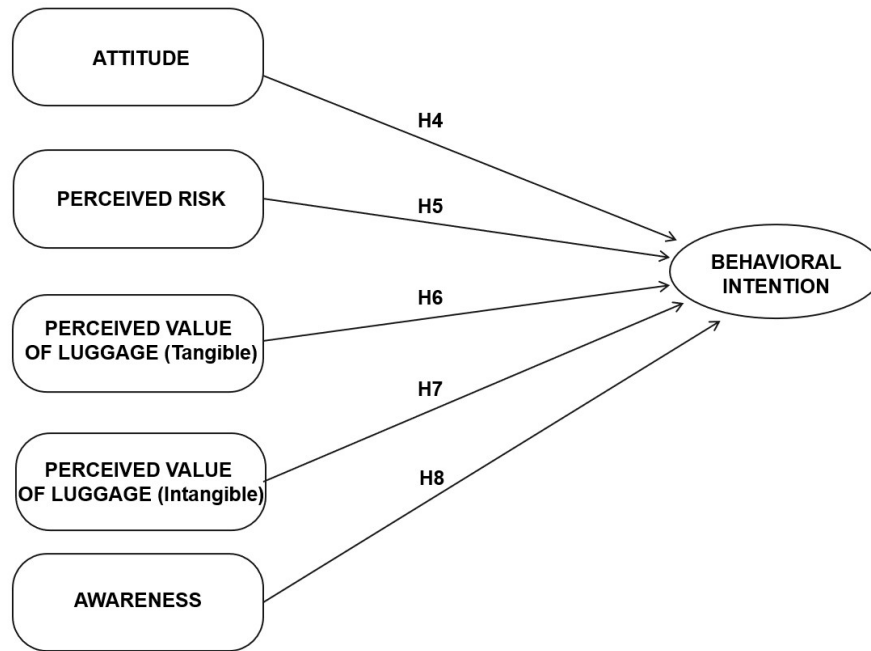 ATTITUDE
H4
PERCEIVED RISK
H5
BEHAVIORAL
INTENTION
H6
PERCEIVED VALUE
OF LUGGAGE (Tangible)
H7
PERCEIVED VALUE
OF LUGGAGE (Intangible)
H8
AWARENESS